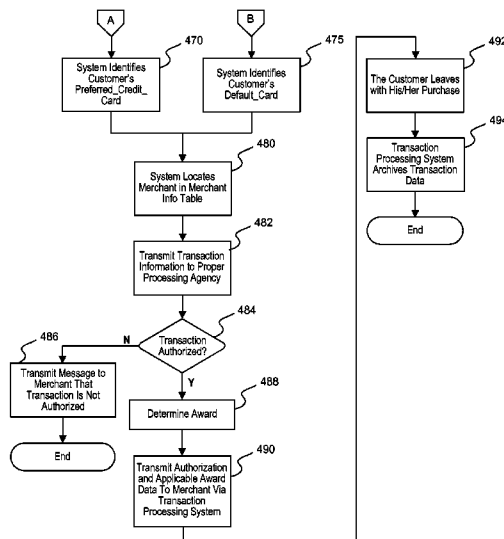 A
B
470
System Identifies
Customer's
Preferred_Credit_
Card
475
System Identifies
Customer's
Default_Card
480
System Locates
Merchant in Merchant
Info Table
482
Transmit Transaction
Information to Proper
Processing Agency
484
Transaction
Authorized?
N
Y
486
Transmit Message to
Merchant That
Transaction Is Not
Authorized
End
488
Determine Award
490
Transmit Authorization
and Applicable Award
Data To Merchant Via
Transaction
Processing System
492
The Customer Leaves
with His/Her Purchase
494
Transaction
Processing System
Archives Transaction
Data
End